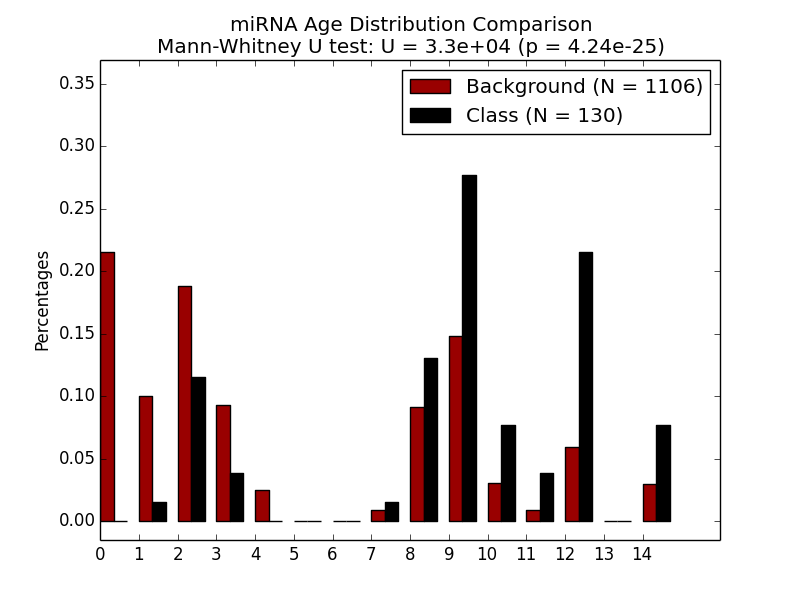 miRNA Age Distribution Comparison
Mann-Whitney U test: U = 3.3e+04 (p = 4.24e-25)
Background (N = 1106)
Class (N = 130)
Percentages
0.35
0.30
0.25
0.20
0.15
0.10
0.05
0.00
0 1 2 3 4 5 6 7 8 9 10 11 12 13 14